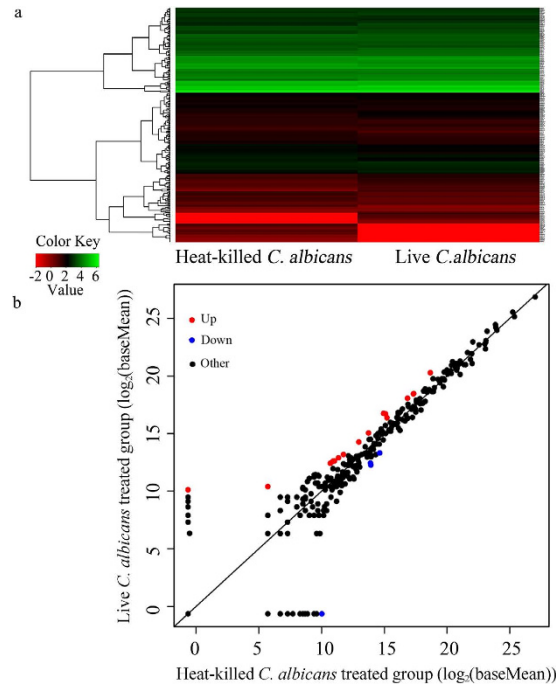 a
Color Key
-2 0 2 4 6
Value
Heat-killed C. albicans
Live C.albicans
b
Up
Down
Other
Live C. albicans treated group (log₂(baseMean))
25
20
15
10
5
0
0 5 10 15 20 25
Heat-killed C. albicans treated group (log₂(baseMean))